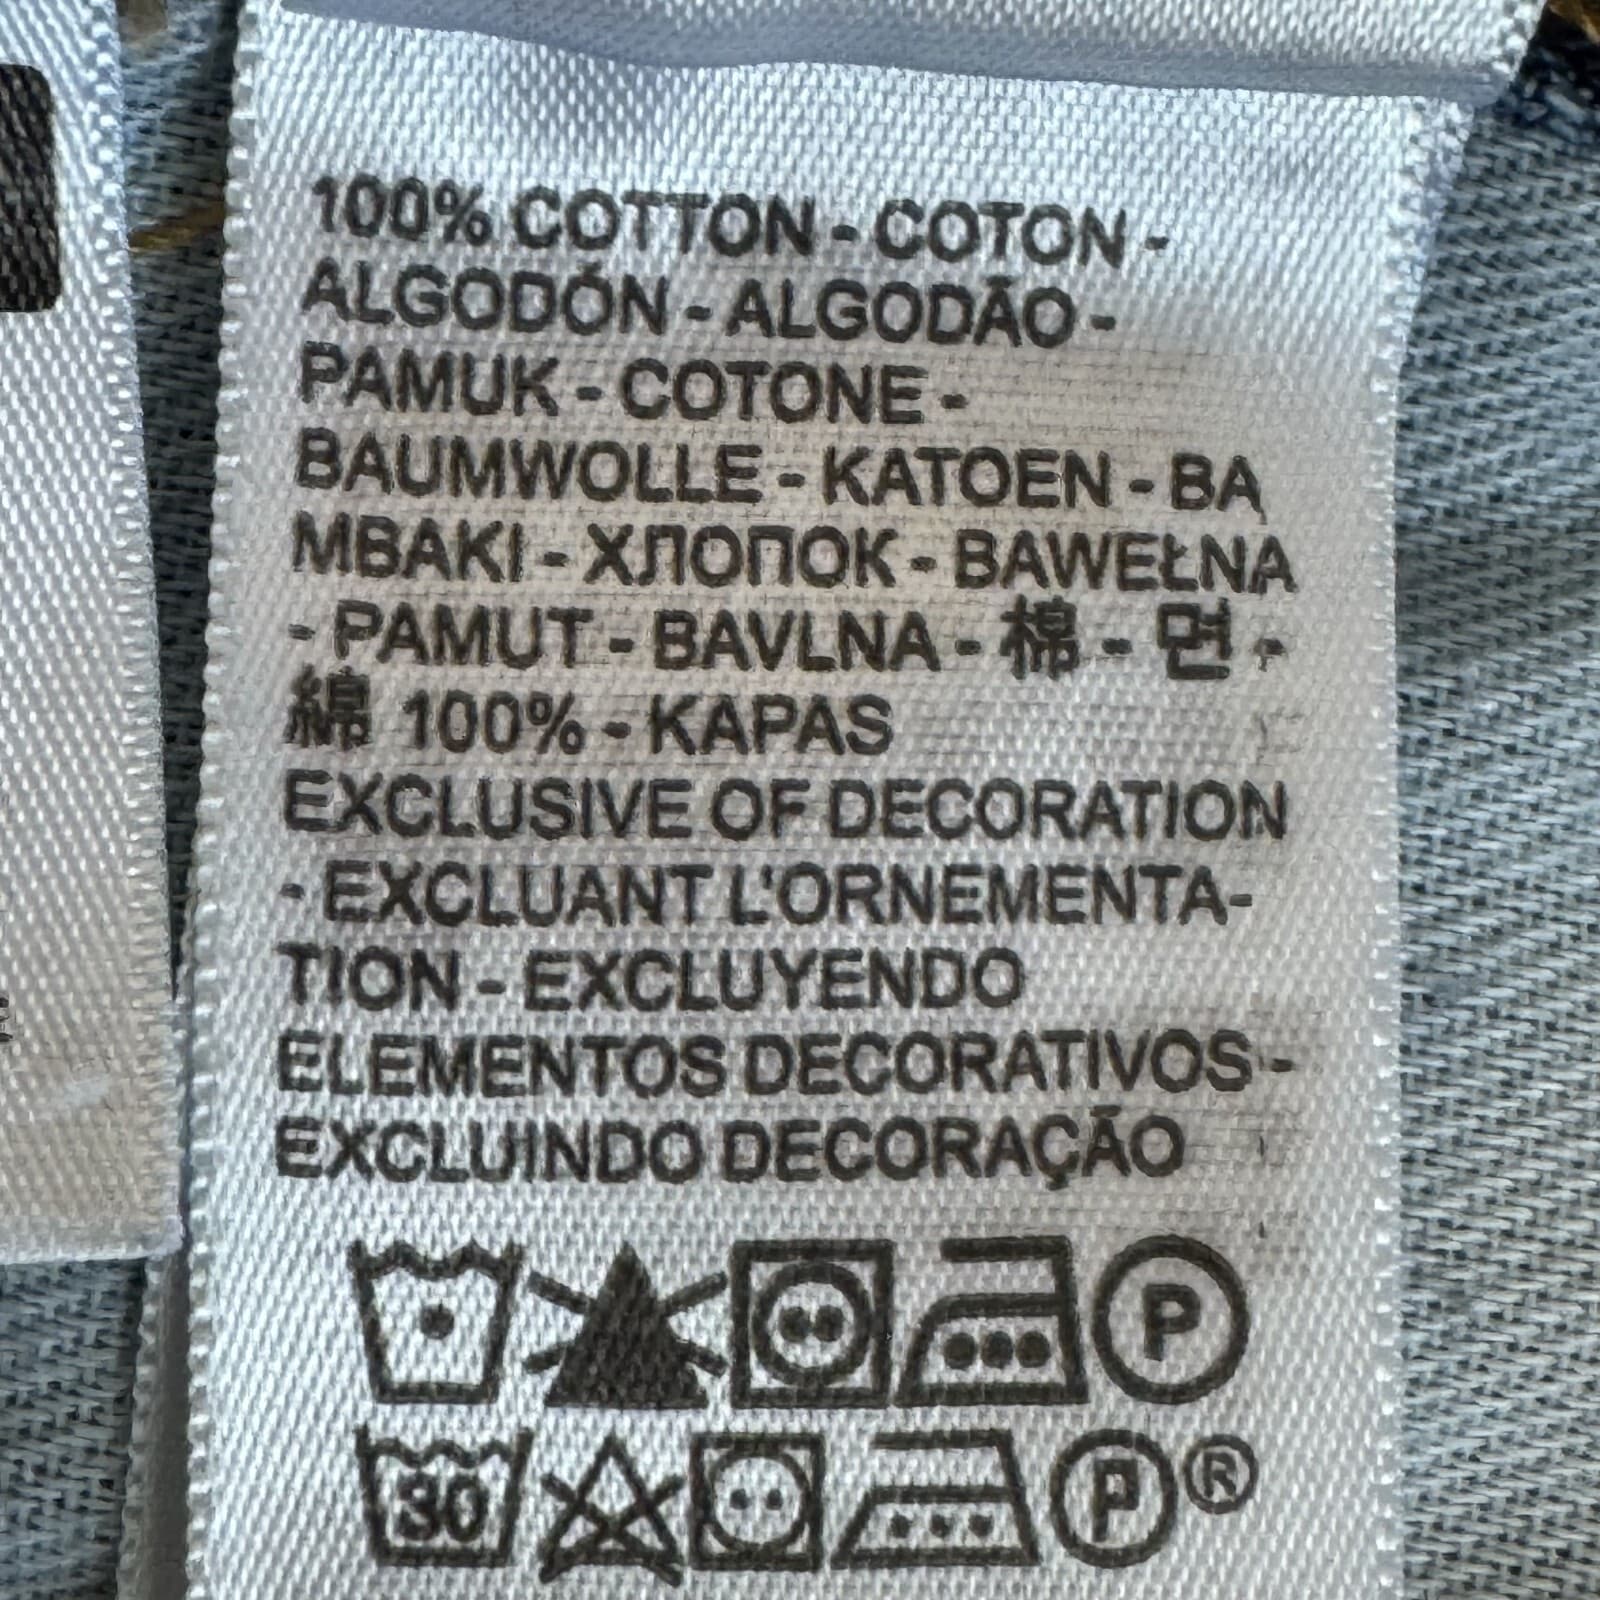 100% COTTON - COTON -
ALGODÓN - ALGODÃO -
PAMUK - COTONE -
BAUMWOLLE - KATOEN - BA
MBAKI - ХЛОПОК - BAWEŁNA
- PAMUT - BAVLNA - 棉 - 면 -
綿 100% - KAPAS
EXCLUSIVE OF DECORATION
- EXCLUANT L'ORNEMENTA-
TION - EXCLUYENDO
ELEMENTOS DECORATIVOS -
EXCLUINDO DECORAÇÃO
P
30 P ®